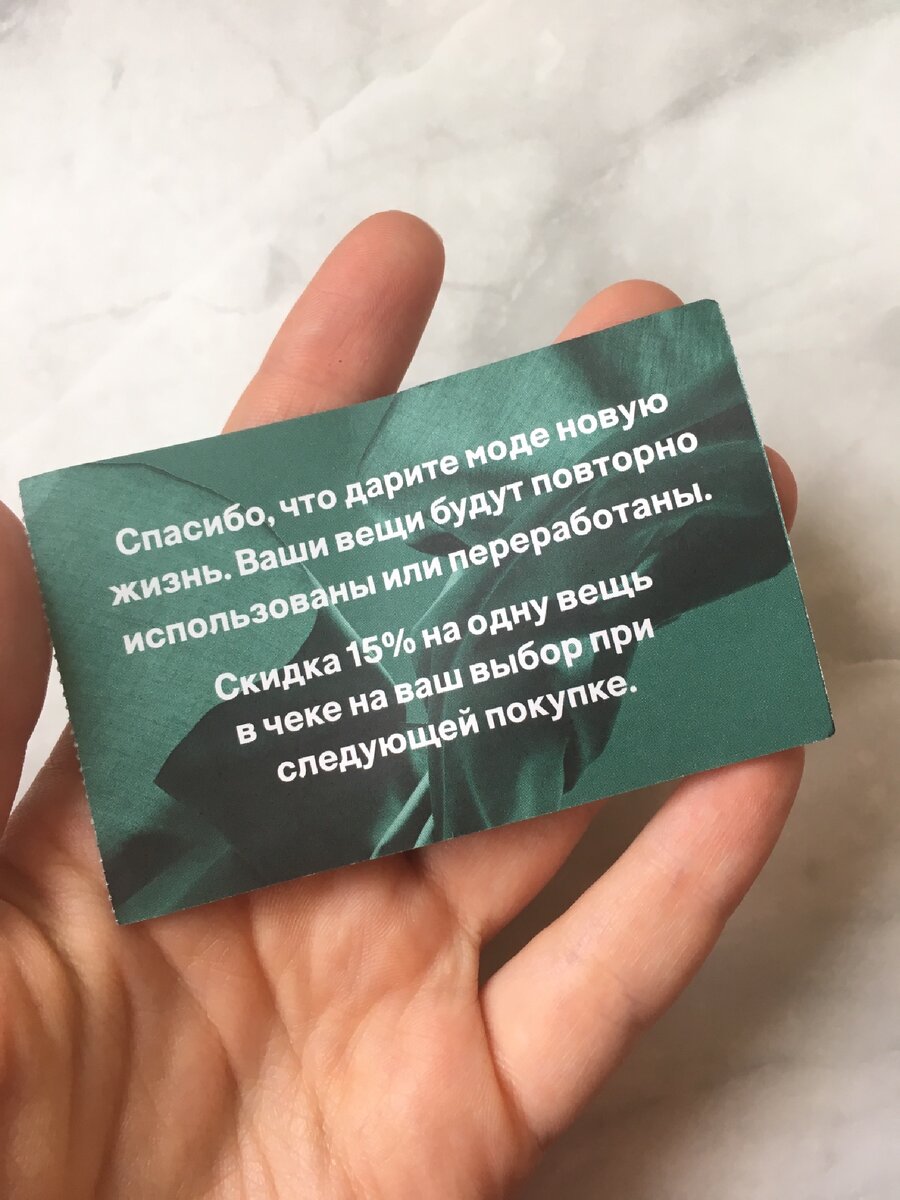 Спасибо, что дарите моде новую
жизнь. Ваши вещи будут повторно
использованы или переработаны.
Скидка 15% на одну вещь
в чеке на ваш выбор при
следующей покупке.